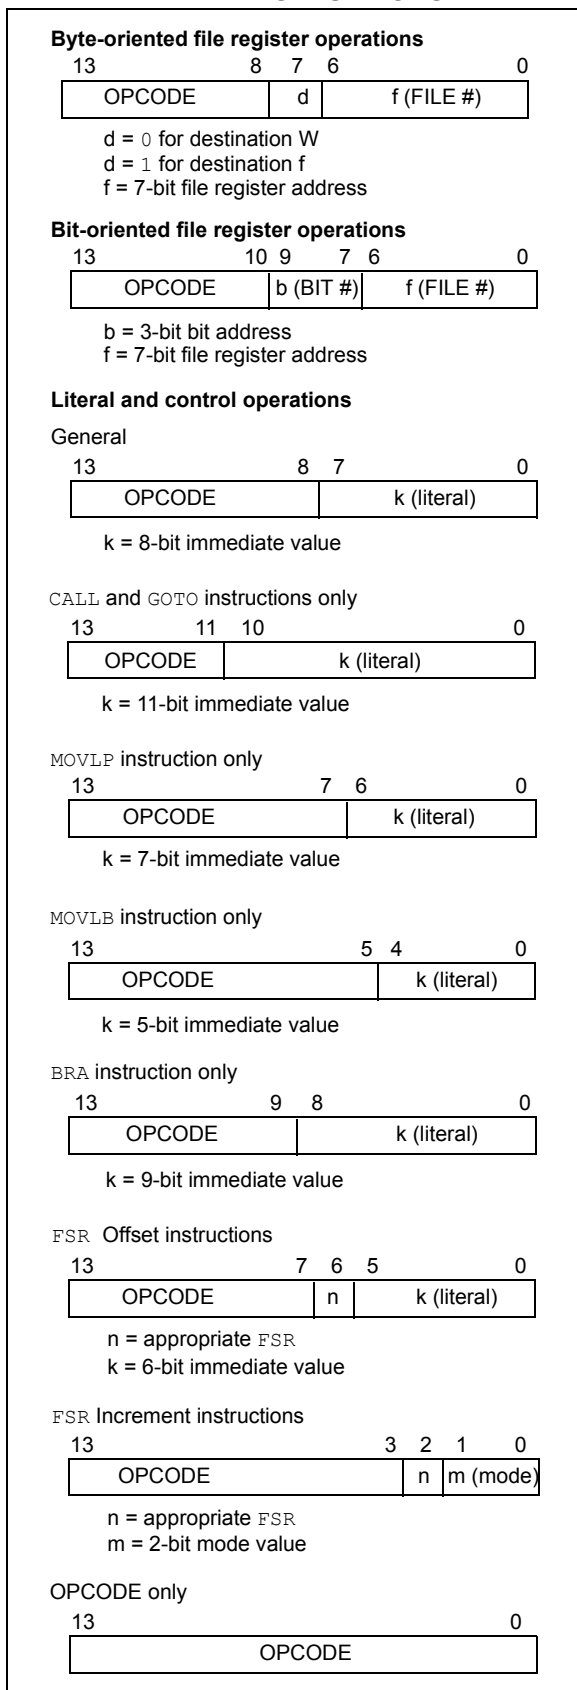 Byte-oriented file register operations
13 8 7 6 0
OPCODE d f (FILE #)
d = 0 for destination W
d = 1 for destination f
f = 7-bit file register address
Bit-oriented file register operations
13 10 9 7 6 0
OPCODE b (BIT #) f (FILE #)
b = 3-bit bit address
f = 7-bit file register address
Literal and control operations
General
13 8 7 0
OPCODE k (literal)
k = 8-bit immediate value
CALL and GOTO instructions only
13 11 10 0
OPCODE k (literal)
k = 11-bit immediate value
MOVLP instruction only
13 7 6 0
OPCODE k (literal)
k = 7-bit immediate value
MOVLB instruction only
13 5 4 0
OPCODE k (literal)
k = 5-bit immediate value
BRA instruction only
13 9 8 0
OPCODE k (literal)
k = 9-bit immediate value
FSR Offset instructions
13 7 6 5 0
OPCODE n k (literal)
n = appropriate FSR
k = 6-bit immediate value
FSR Increment instructions
13 3 2 1 0
OPCODE n m (mode)
n = appropriate FSR
m = 2-bit mode value
OPCODE only
13 0
OPCODE